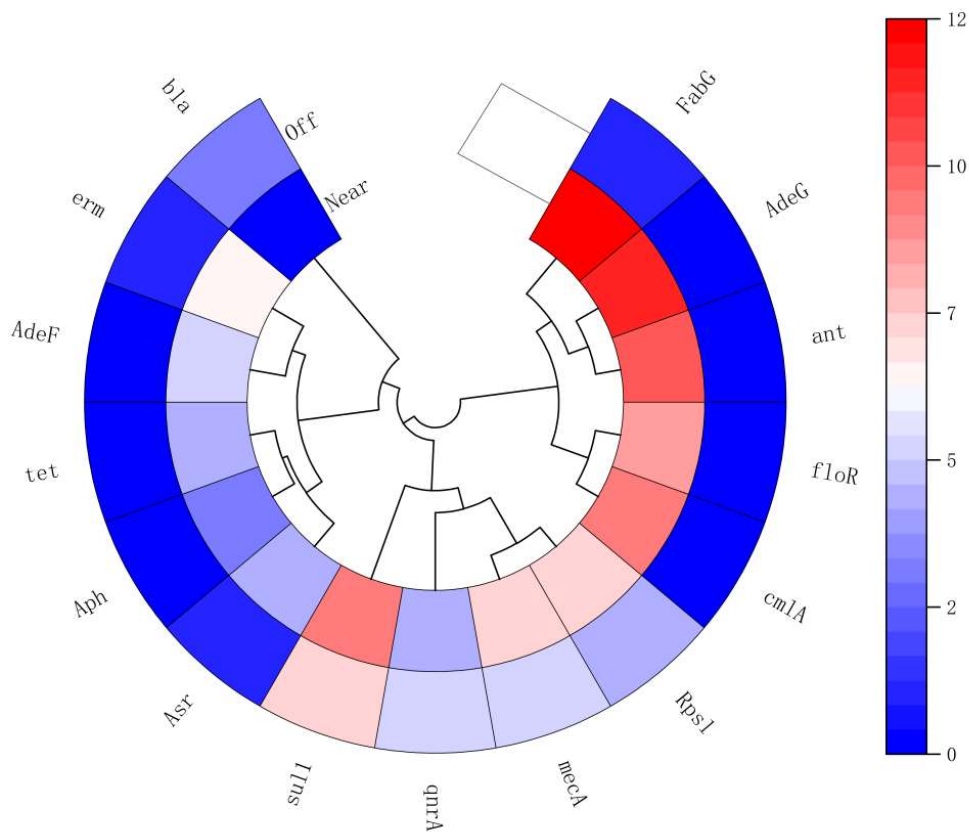 bla
erm
AdeF
tet
Aph
Asr
sul1
qnrA
mecA
Rpsl
cmlA
floR
ant
AdeG
FabG
Off
Near
12
10
7
5
2
0